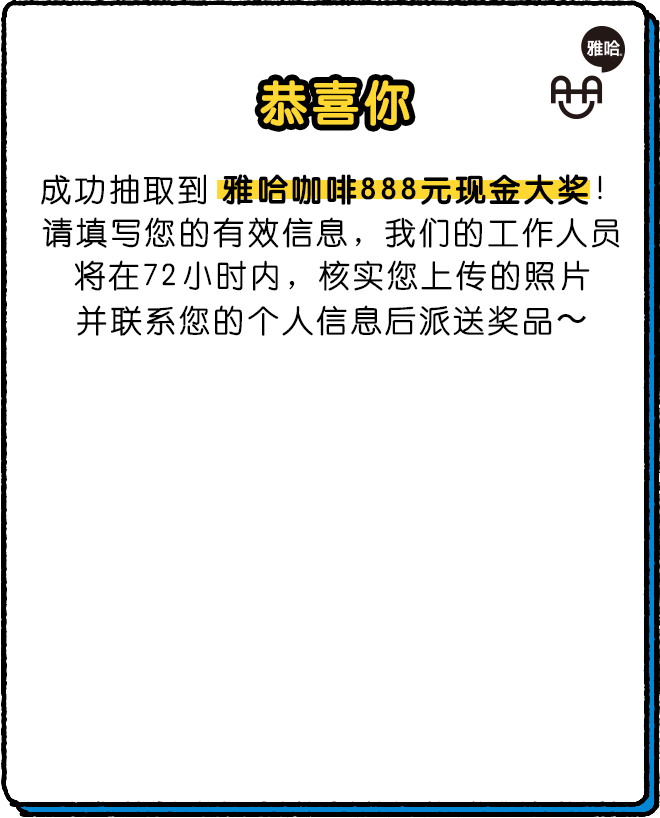 雅哈
恭喜你
成功抽取到 雅哈咖啡888元现金大奖！
请填写您的有效信息，我们的工作人员
将在72小时内，核实您上传的照片
并联系您的个人信息后派送奖品～